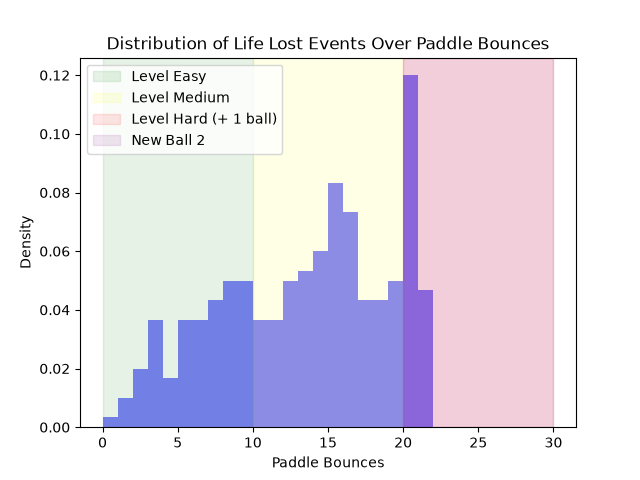 Distribution of Life Lost Events Over Paddle Bounces
Level Easy
Level Medium
Level Hard (+ 1 ball)
New Ball 2
0.12
0.10
0.08
0.06
0.04
0.02
0.00
Density
0 5 10 15 20 25 30
Paddle Bounces